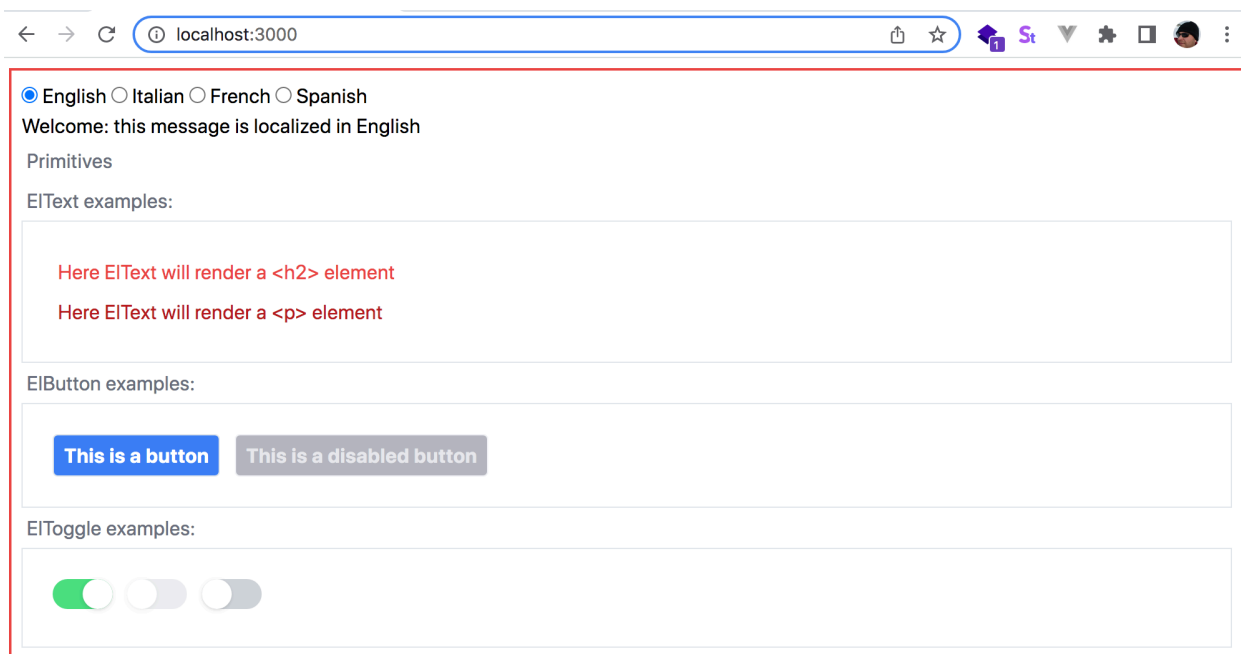 localhost:3000
1
St
English Italian French Spanish
Welcome: this message is localized in English
Primitives
ElText examples:
Here ElText will render a <h2> element
Here ElText will render a <p> element
ElButton examples:
This is a button This is a disabled button
ElToggle examples: